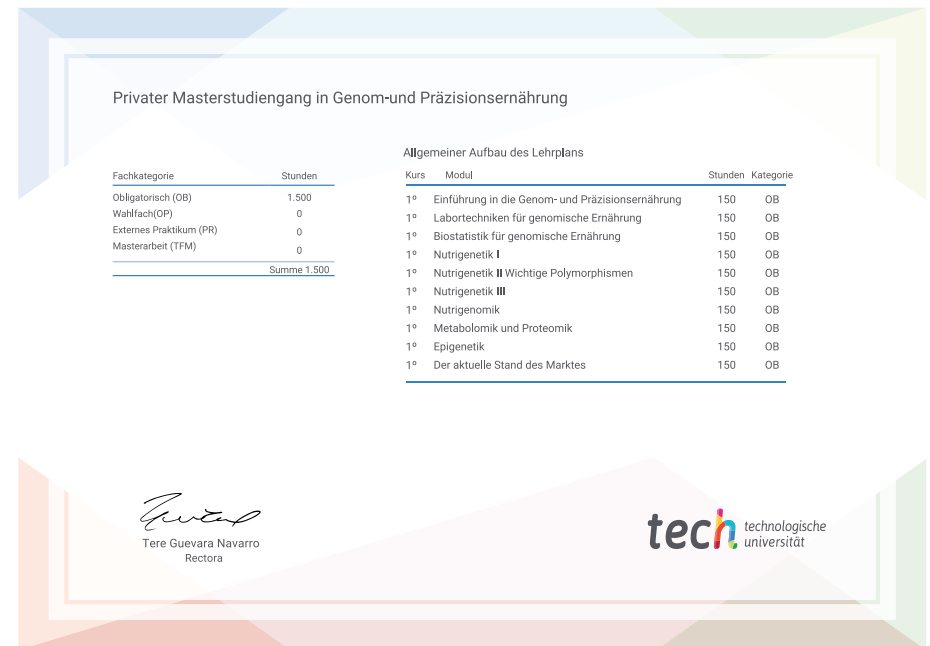 Privater Masterstudiengang in Genom-und Präzisionsernährung
Fachkategorie Stunden
Obligatorisch (OB) 1.500
Wahlfach(OP) 0
Externes Praktikum (PR) 0
Masterarbeit (TFM) 0
Summe 1.500
Allgemeiner Aufbau des Lehrplans
Kurs Modul Stunden Kategorie
1º Einführung in die Genom- und Präzisionsernährung 150 OB
1º Labortechniken für genomische Ernährung 150 OB
1º Biostatistik für genomische Ernährung 150 OB
1º Nutrigenetik I 150 OB
1º Nutrigenetik II Wichtige Polymorphismen 150 OB
1º Nutrigenetik III 150 OB
1º Nutrigenomik 150 OB
1º Metabolomik und Proteomik 150 OB
1º Epigenetik 150 OB
1º Der aktuelle Stand des Marktes 150 OB
Tere Guevara Navarro
Rectora
tech technologische
universität